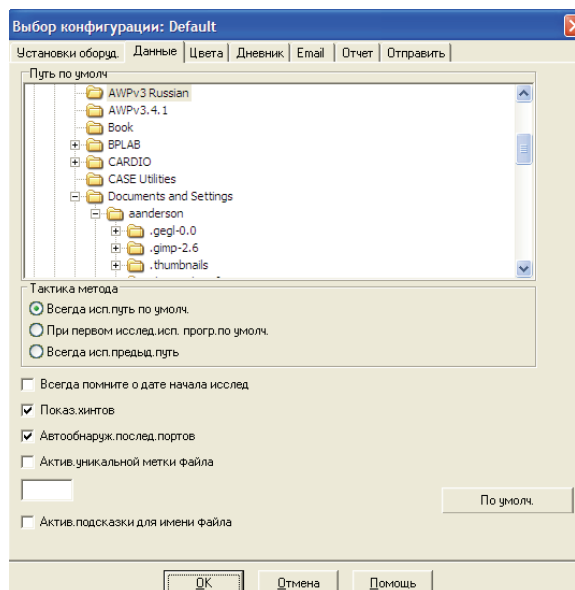 Выбор конфигурации: Default
Установки оборуд. Данные Цвета Дневник Email Отчет Отправить
Путь по умолч
AWPv3 Russian
AWPv3.4.1
Book
BPLAB
CARDIO
CASE Utilities
Documents and Settings
aanderson
.gegl-0.0
.gimp-2.6
.thumbnails
Тактика метода
Всегда исп.путь по умолч.
При первом исслед.исп. прогр.по умолч.
Всегда исп.предыд.путь
Всегда помните о дате начала исслед
Показ.хинтов
Автообнаруж.послед.портов
Актив.уникальной метки файла
По умолч.
Актив.подсказки для имени файла
OK Отмена Помощь